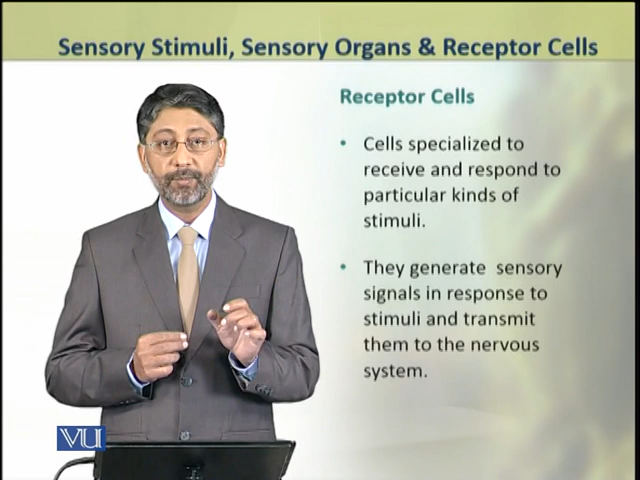 Sensory Stimuli, Sensory Organs & Receptor Cells
Receptor Cells
• Cells specialized to
receive and respond to
particular kinds of
stimuli.
• They generate sensory
signals in response to
stimuli and transmit
them to the nervous
system.
VU